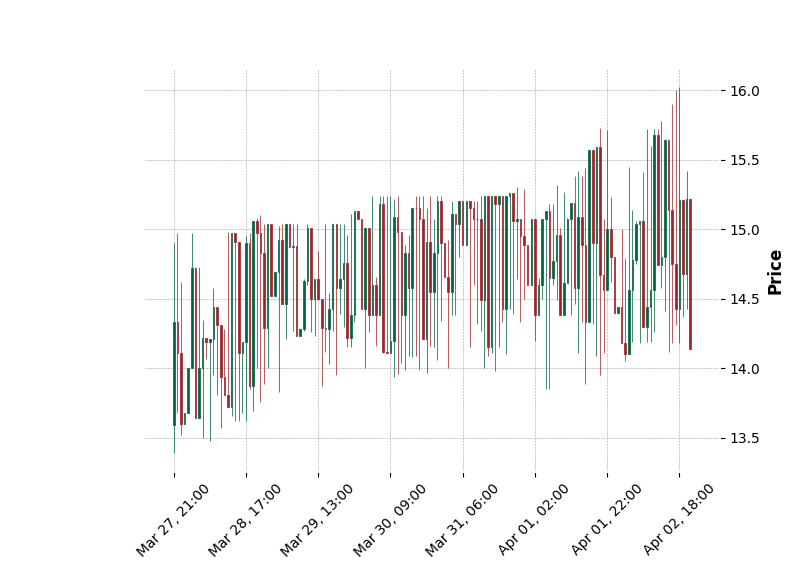 16.0
15.5
15.0
14.5
14.0
13.5
Price
Mar 27, 21:00
Mar 28, 17:00
Mar 29, 13:00
Mar 30, 09:00
Mar 31, 06:00
Apr 01, 02:00
Apr 01, 22:00
Apr 02, 18:00